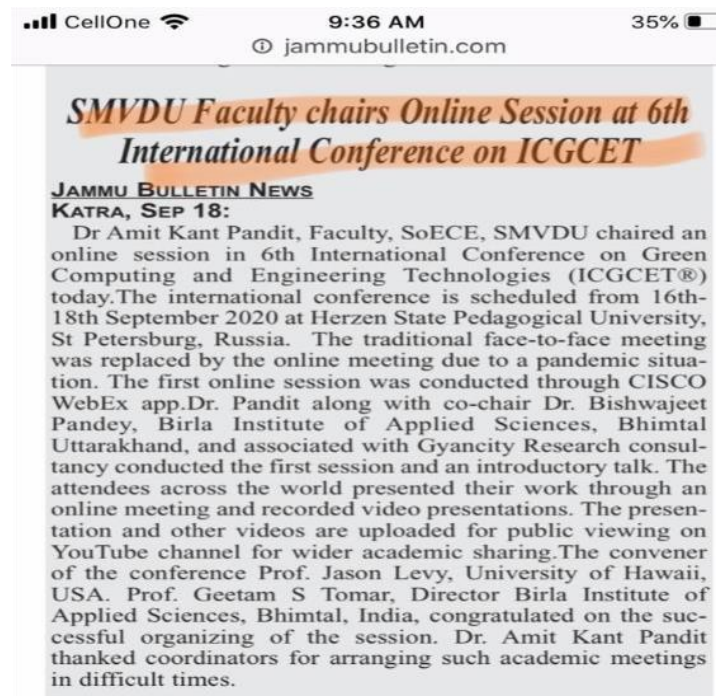 CellOne 9:36 AM 35%
jammubulletin.com
SMVDU Faculty chairs Online Session at 6th
International Conference on ICGCET
JAMMU BULLETIN NEWS
KATRA, SEP 18:
Dr Amit Kant Pandit, Faculty, SoECE, SMVDU chaired an
online session in 6th International Conference on Green
Computing and Engineering Technologies (ICGCET®)
today.The international conference is scheduled from 16th-
18th September 2020 at Herzen State Pedagogical University,
St Petersburg, Russia. The traditional face-to-face meeting
was replaced by the online meeting due to a pandemic situa-
tion. The first online session was conducted through CISCO
WebEx app.Dr. Pandit along with co-chair Dr. Bishwajeet
Pandey, Birla Institute of Applied Sciences, Bhimtal
Uttarakhand, and associated with Gyancity Research consul-
tancy conducted the first session and an introductory talk. The
attendees across the world presented their work through an
online meeting and recorded video presentations. The presen-
tation and other videos are uploaded for public viewing on
YouTube channel for wider academic sharing.The convener
of the conference Prof. Jason Levy, University of Hawaii,
USA. Prof. Geetam S Tomar, Director Birla Institute of
Applied Sciences, Bhimtal, India, congratulated on the suc-
cessful organizing of the session. Dr. Amit Kant Pandit
thanked coordinators for arranging such academic meetings
in difficult times.